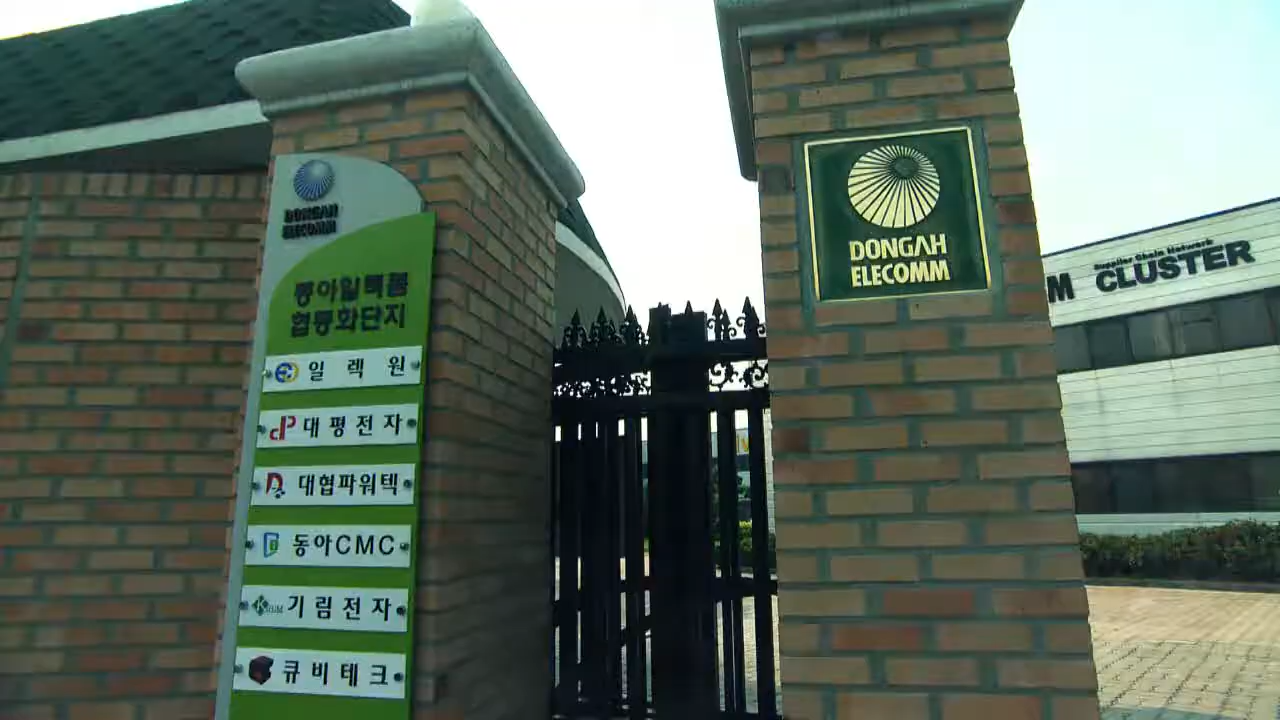 DONGAH
ELECOMM
동아일렉콤
협동화단지
일렉원
대평전자
대협파워텍
동아CMC
기림전자
큐비테크
DONGAH
ELECOMM
Supplier Chain Network
CLUSTER